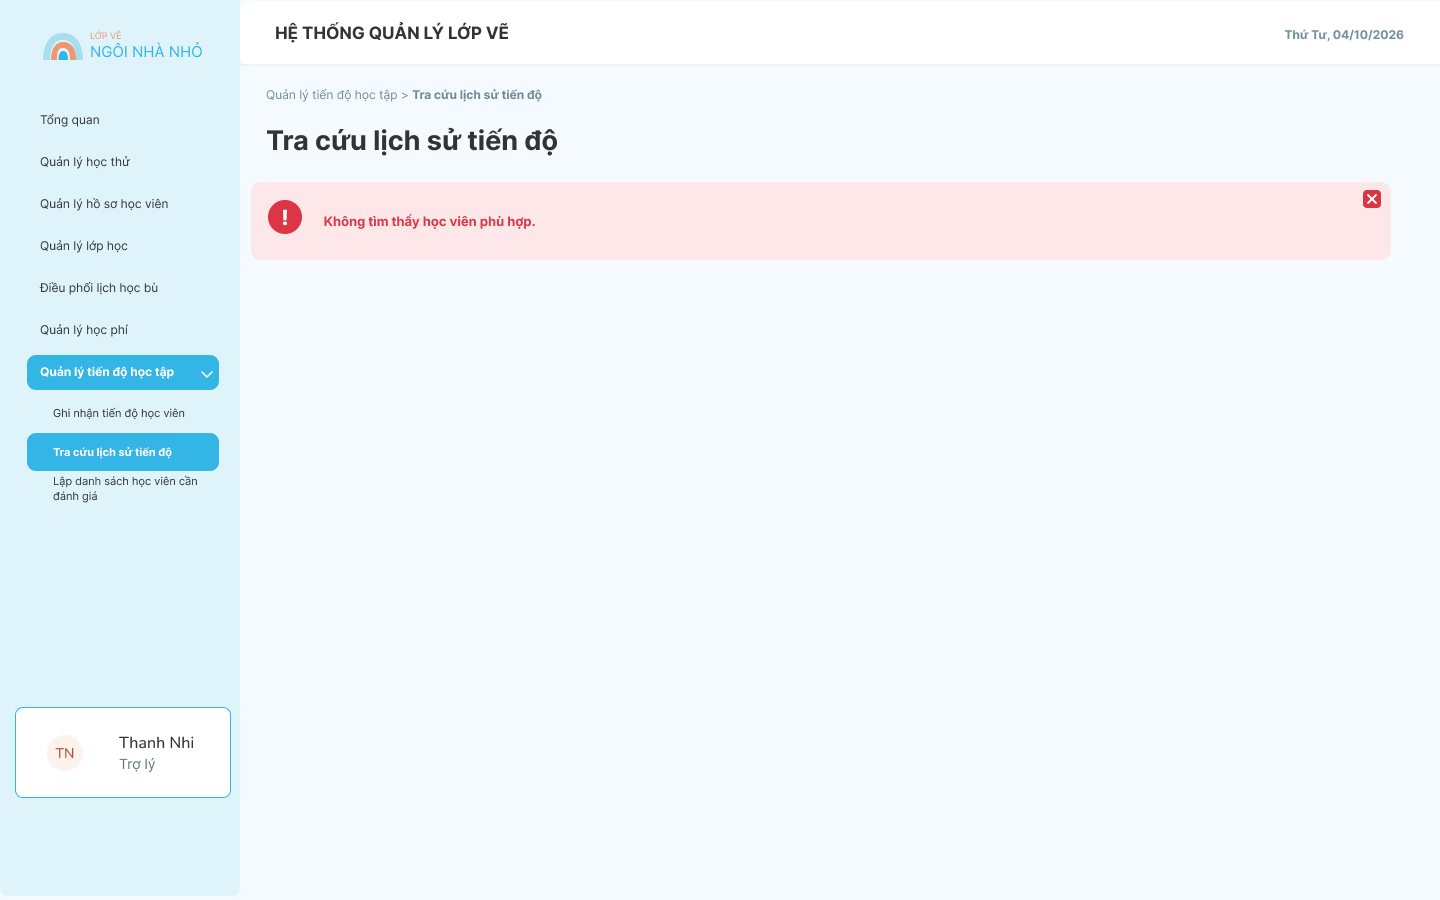 LỚP VẼ
NGÔI NHÀ NHỎ
HỆ THỐNG QUẢN LÝ LỚP VẼ
Thứ Tư, 04/10/2026
Quản lý tiến độ học tập > Tra cứu lịch sử tiến độ
Tra cứu lịch sử tiến độ
Không tìm thấy học viên phù hợp.
Tổng quan
Quản lý học thử
Quản lý hồ sơ học viên
Quản lý lớp học
Điều phối lịch học bù
Quản lý học phí
Quản lý tiến độ học tập
Ghi nhận tiến độ học viên
Tra cứu lịch sử tiến độ
Lập danh sách học viên cần
đánh giá
TN
Thanh Nhi
Trợ lý